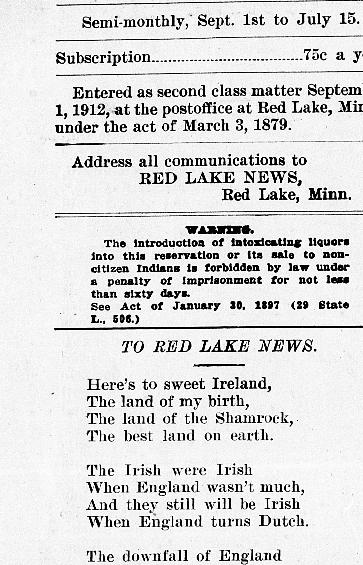 Semi-monthly, Sept. 1st to July 15.
Subscription..........................75c a y
Entered as second class matter Septem
1, 1912, at the postoffice at Red Lake, Min
under the act of March 3, 1879.
Address all communications to
RED LAKE NEWS,
Red Lake, Minn.
WARNING.
The introduction of intoxicating liquors
into this reservation or its sale to non-
citizen Indians is forbidden by law under
a penalty of imprisonment for not less
than sixty days.
See Act of January 30, 1897 (29 State
L., 506.)
TO RED LAKE NEWS.
Here's to sweet Ireland,
The land of my birth,
The land of the Shamrock,
The best land on earth.
The Irish were Irish
When England wasn't much,
And they still will be Irish
When England turns Dutch.
The downfall of England